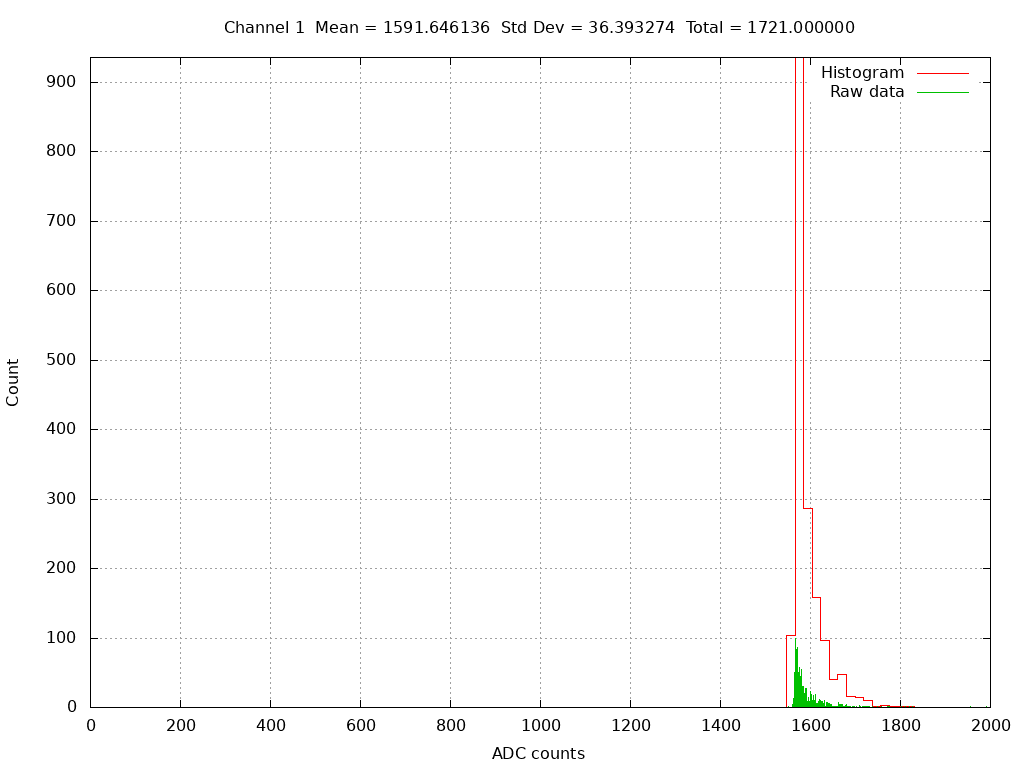 Channel 1  Mean = 1591.646136  Std Dev = 36.393274  Total = 1721.000000
Histogram
Raw data
900
800
700
600
500
400
300
200
100
0
Count
0 200 400 600 800 1000 1200 1400 1600 1800 2000
ADC counts